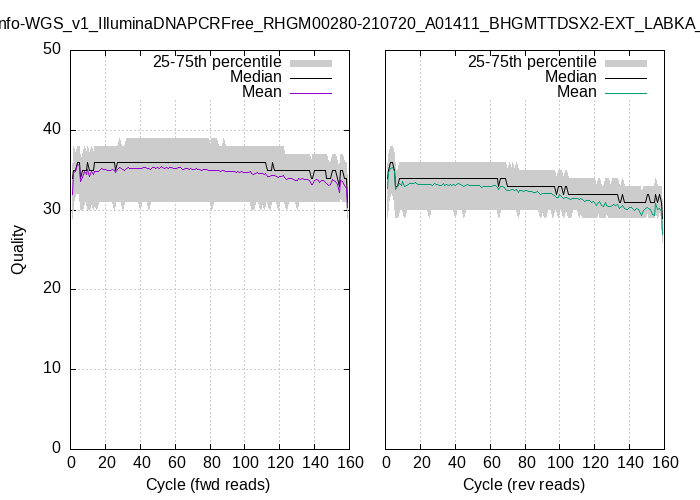 nfo-WGS_v1_IlluminaDNAPCRFree_RHGM00280-210720_A01411_BHGMTTDSX2-EXT_LABKA_
50
40
30
20
10
0
Quality
25-75th percentile
Median
Mean
0 20 40 60 80 100 120 140 160
Cycle (fwd reads)
25-75th percentile
Median
Mean
0 20 40 60 80 100 120 140 160
Cycle (rev reads)